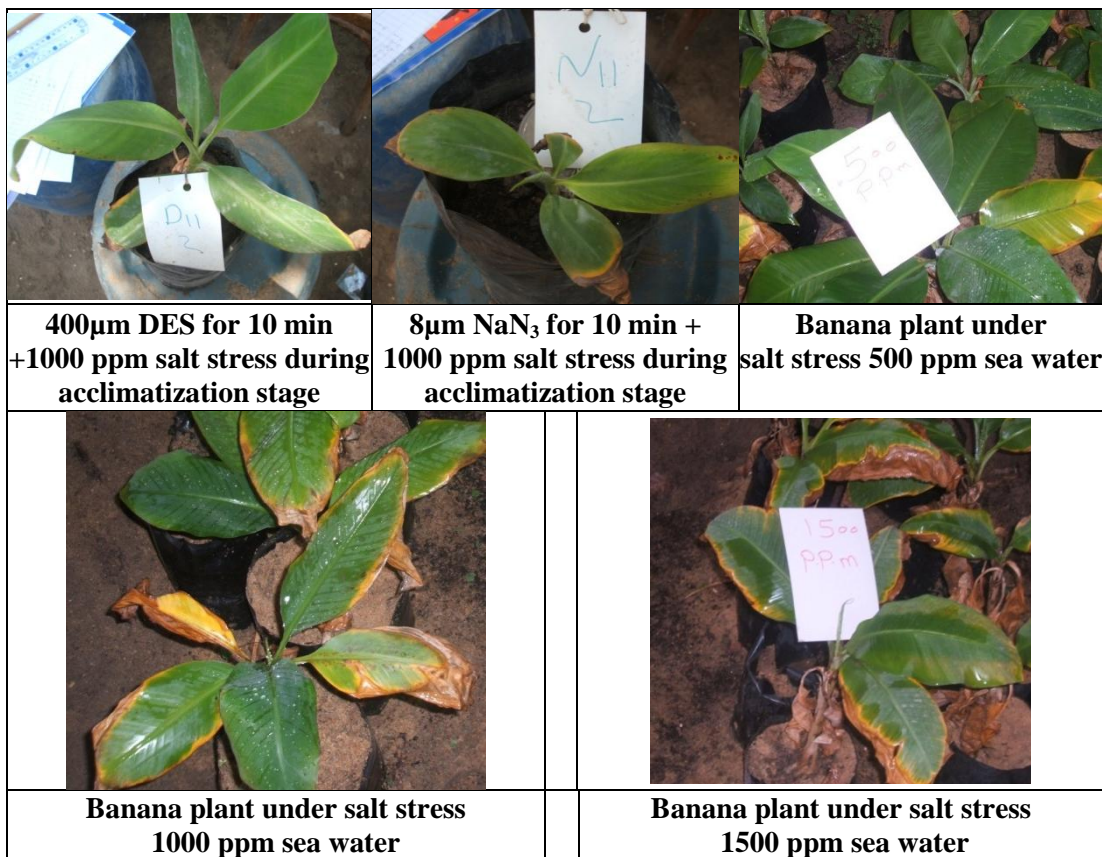 D11
2
N11
2
500
P.P.m
400µm DES for 10 min
+1000 ppm salt stress during
acclimatization stage
8µm NaN₃ for 10 min +
1000 ppm salt stress during
acclimatization stage
Banana plant under
salt stress 500 ppm sea water
1500
P.P.m
Banana plant under salt stress
1000 ppm sea water
Banana plant under salt stress
1500 ppm sea water